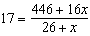 17 = (446 + 16x) / (26 + x)